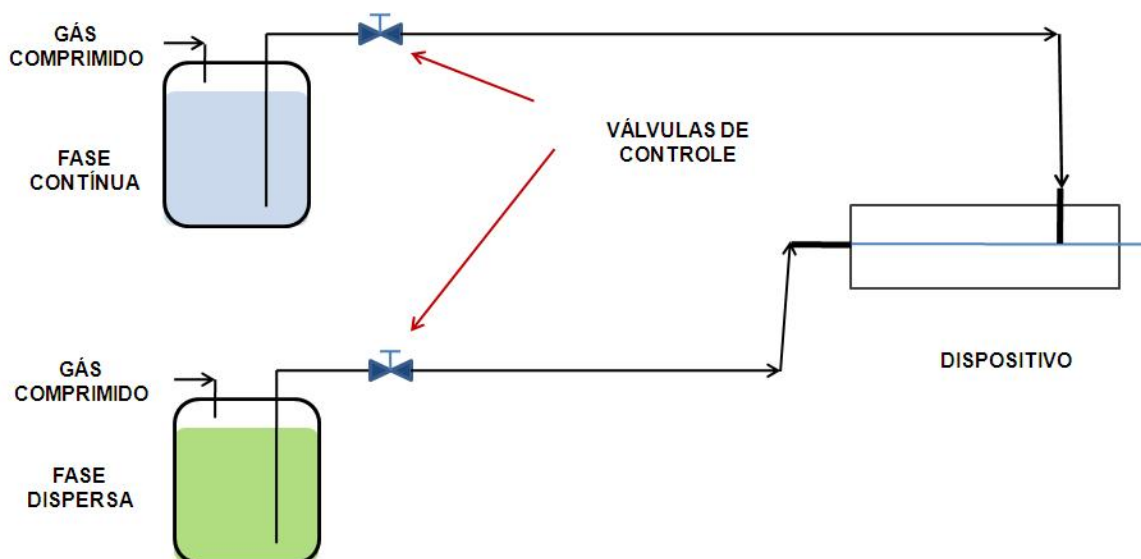 GÁS
COMPRIMIDO
FASE
CONTÍNUA
VÁLVULAS DE
CONTROLE
DISPOSITIVO
GÁS
COMPRIMIDO
FASE
DISPERSA